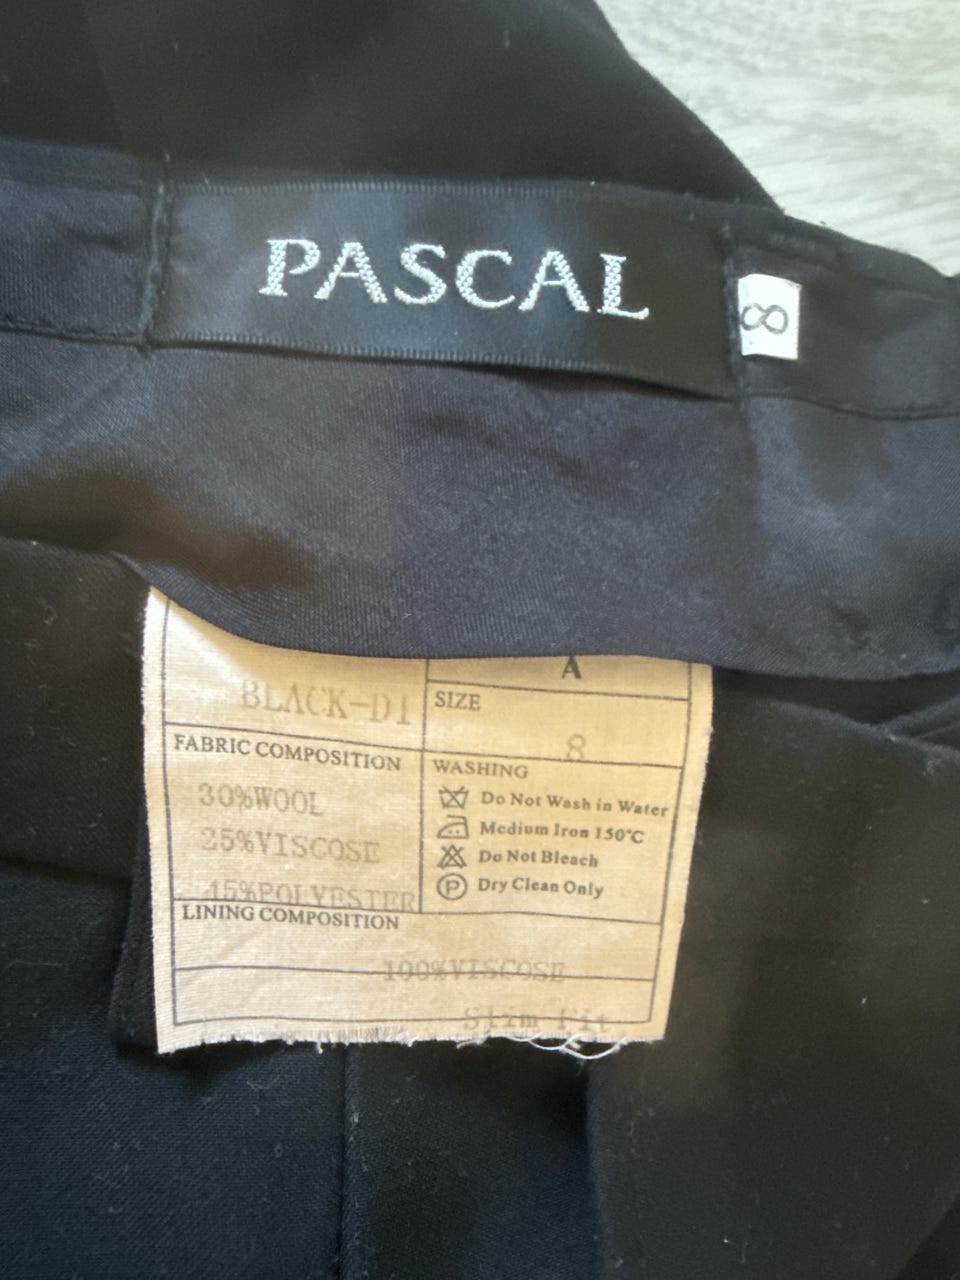 PASCAL
8
A
BLACK-D1
SIZE
8
FABRIC COMPOSITION
30%WOOL
25%VISCOSE
45%POLYESTER
WASHING
Do Not Wash in Water
Medium Iron 150°C
Do Not Bleach
P Dry Clean Only
LINING COMPOSITION
100%VISCOSE
Slim Fit